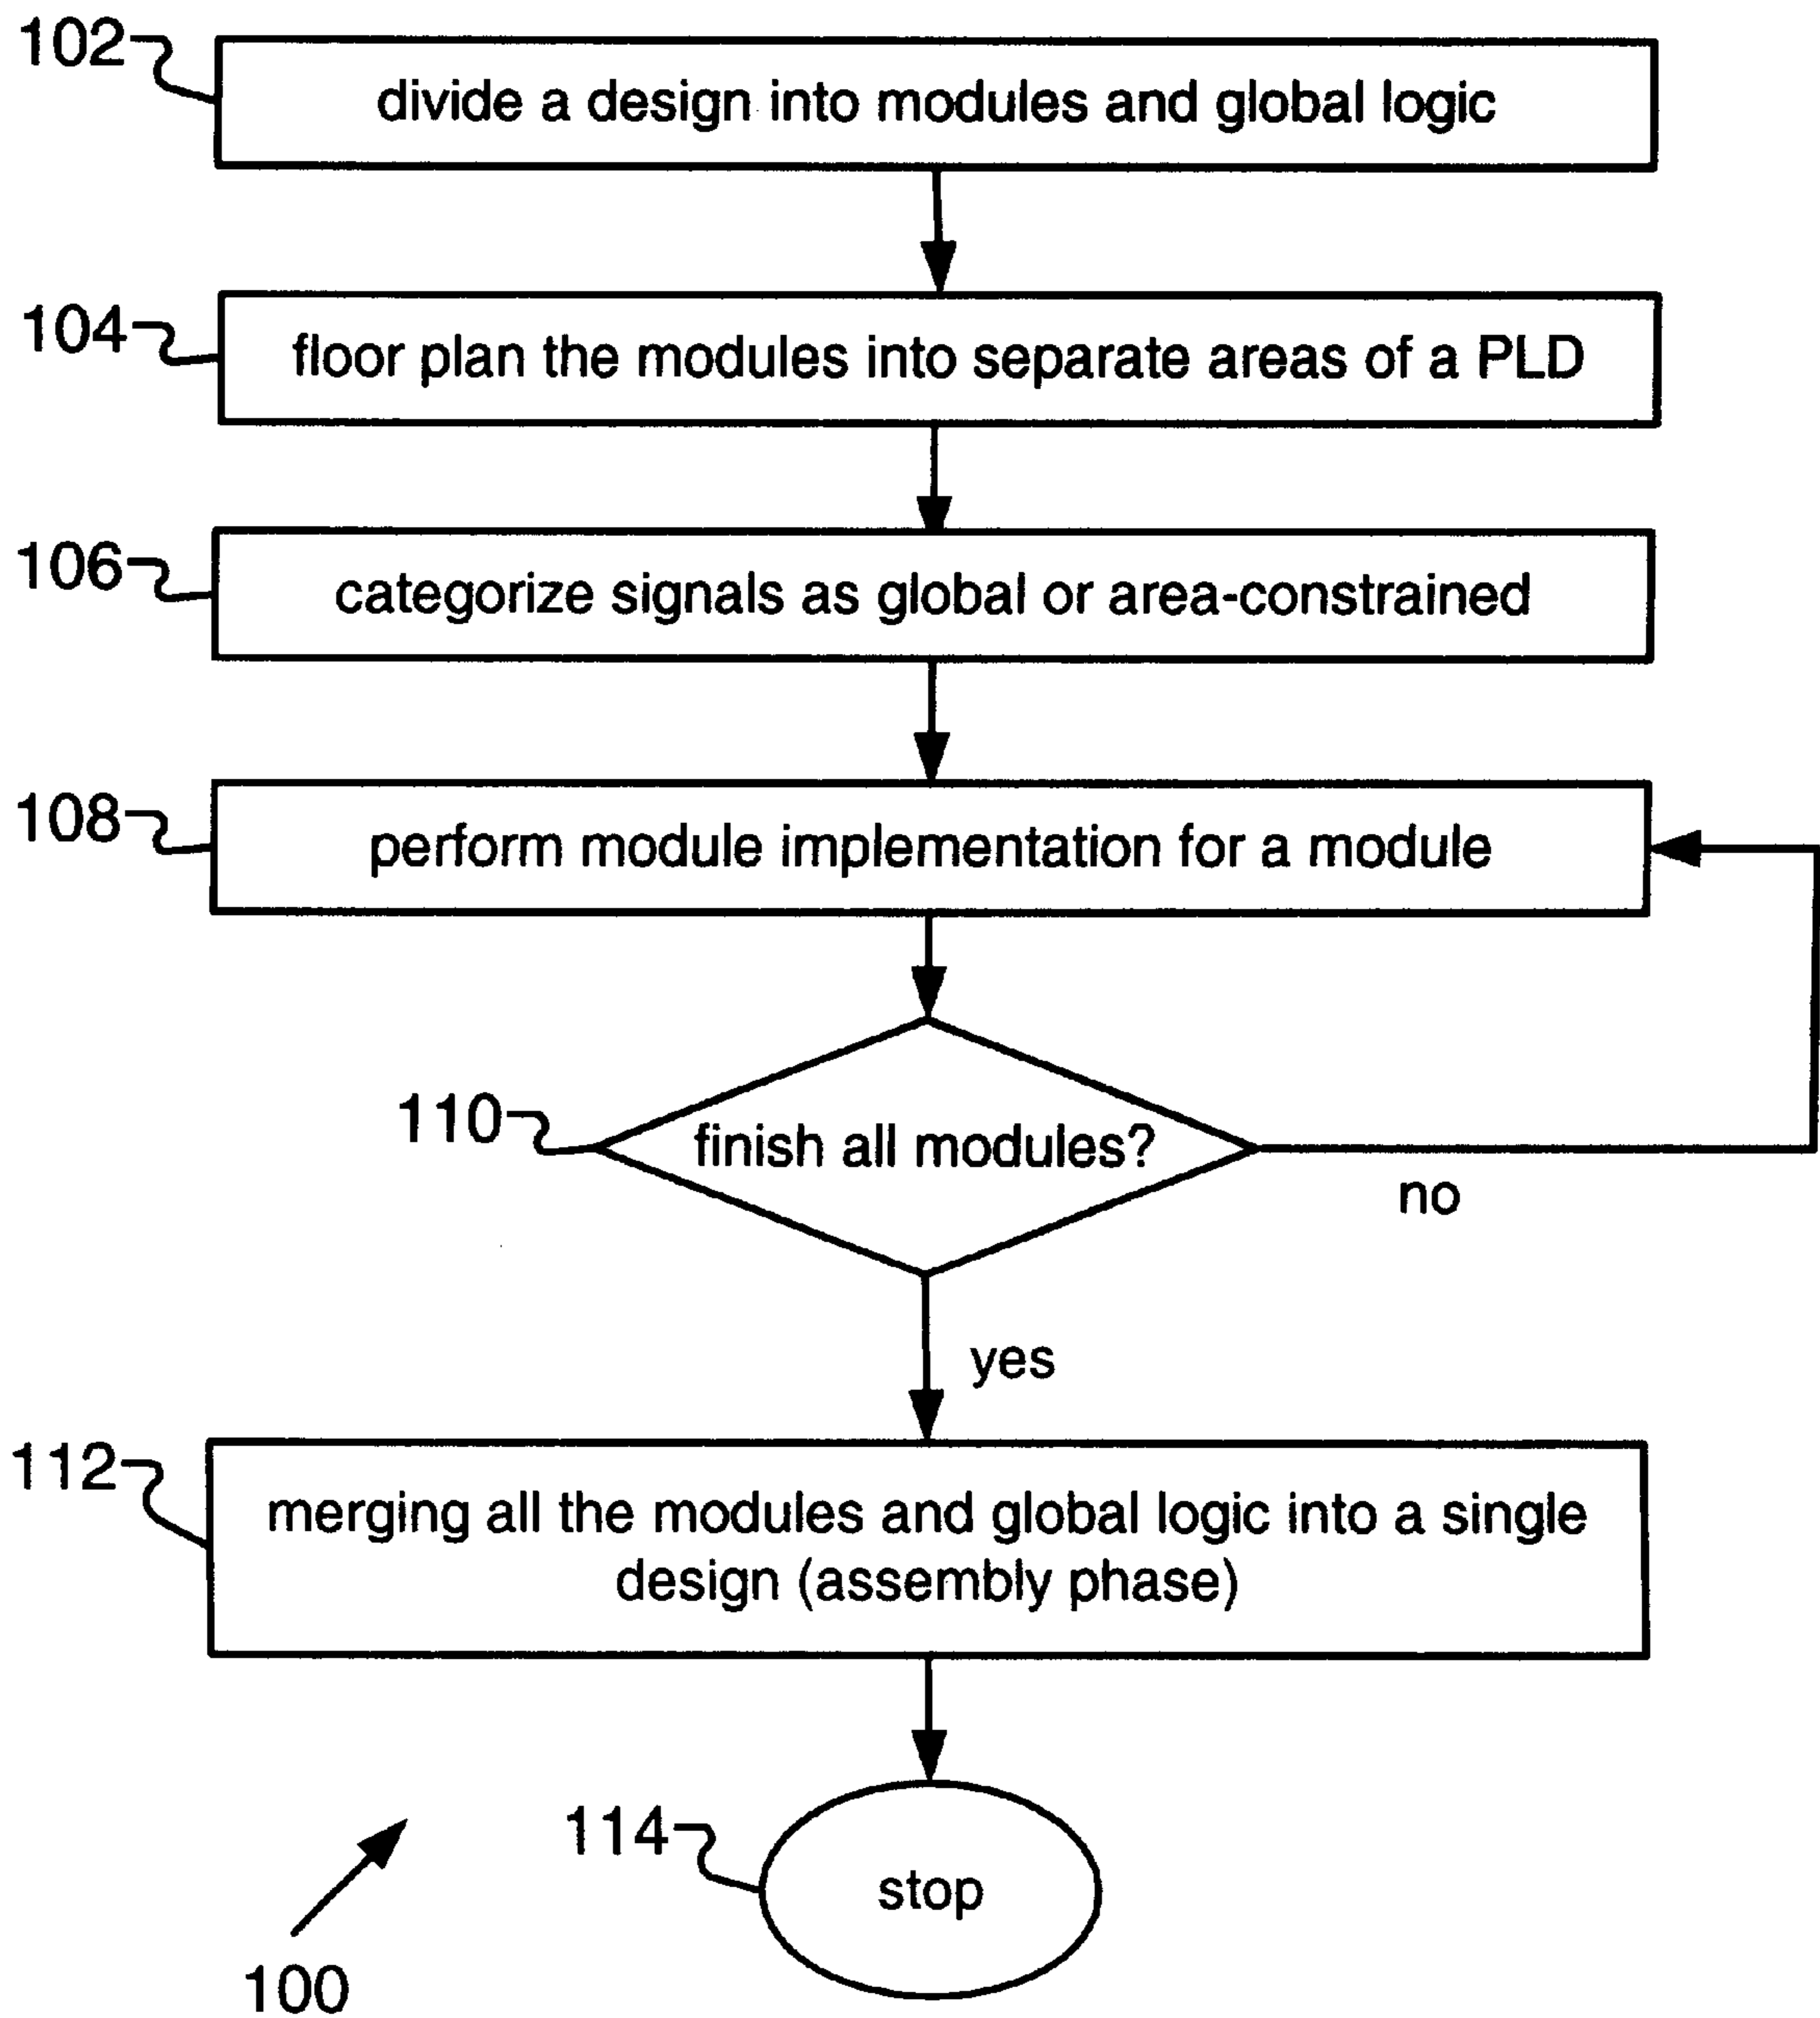 102
divide a design into modules and global logic
104
floor plan the modules into separate areas of a PLD
106
categorize signals as global or area-constrained
108
perform module implementation for a module
110
finish all modules?
no
yes
112
merging all the modules and global logic into a single
design (assembly phase)
114
stop
100